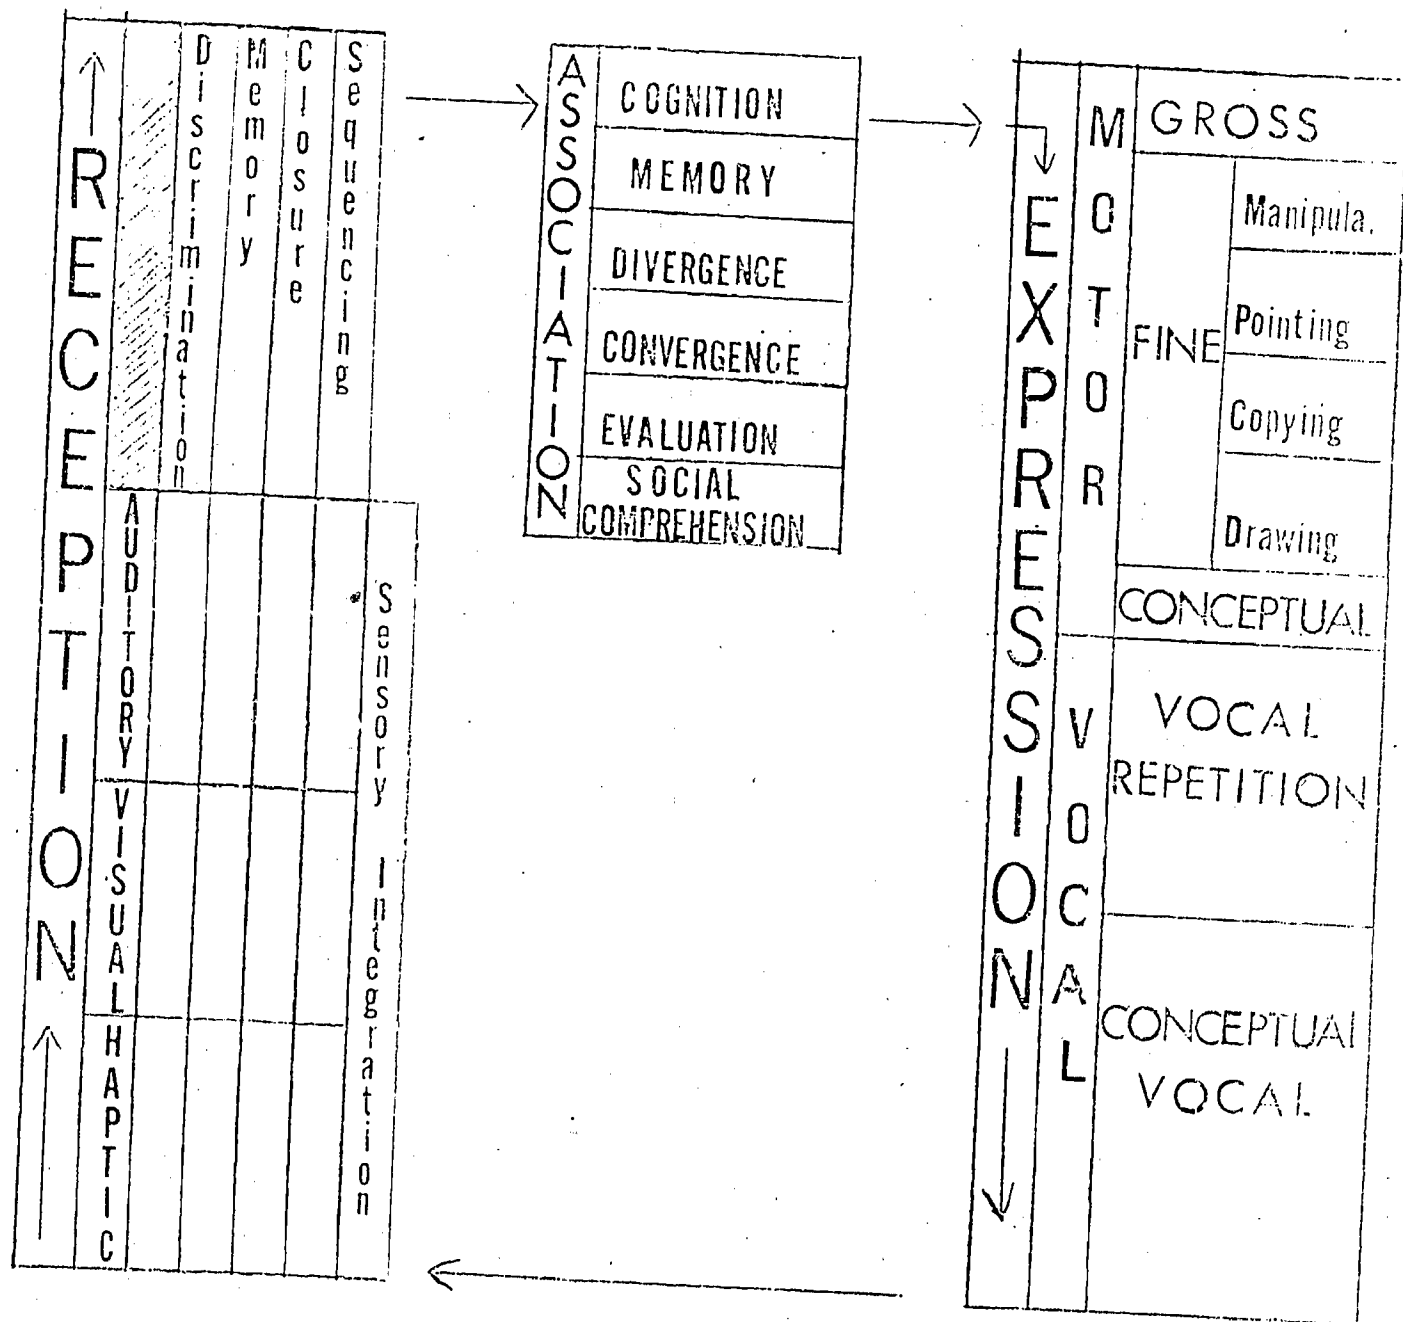 RECEPTION
Discrimination
Memory
Closure
Sequencing
AUDITORY
VISUAL
HAPTIC
Sensory Integration
ASSOCIATION
COGNITION
MEMORY
DIVERGENCE
CONVERGENCE
EVALUATION
SOCIAL
COMPREHENSION
EXPRESSION
MOTOR
GROSS
FINE
Manipula.
Pointing
Copying
Drawing
CONCEPTUAL
VOCAL
VOCAL
REPETITION
CONCEPTUAL
VOCAL